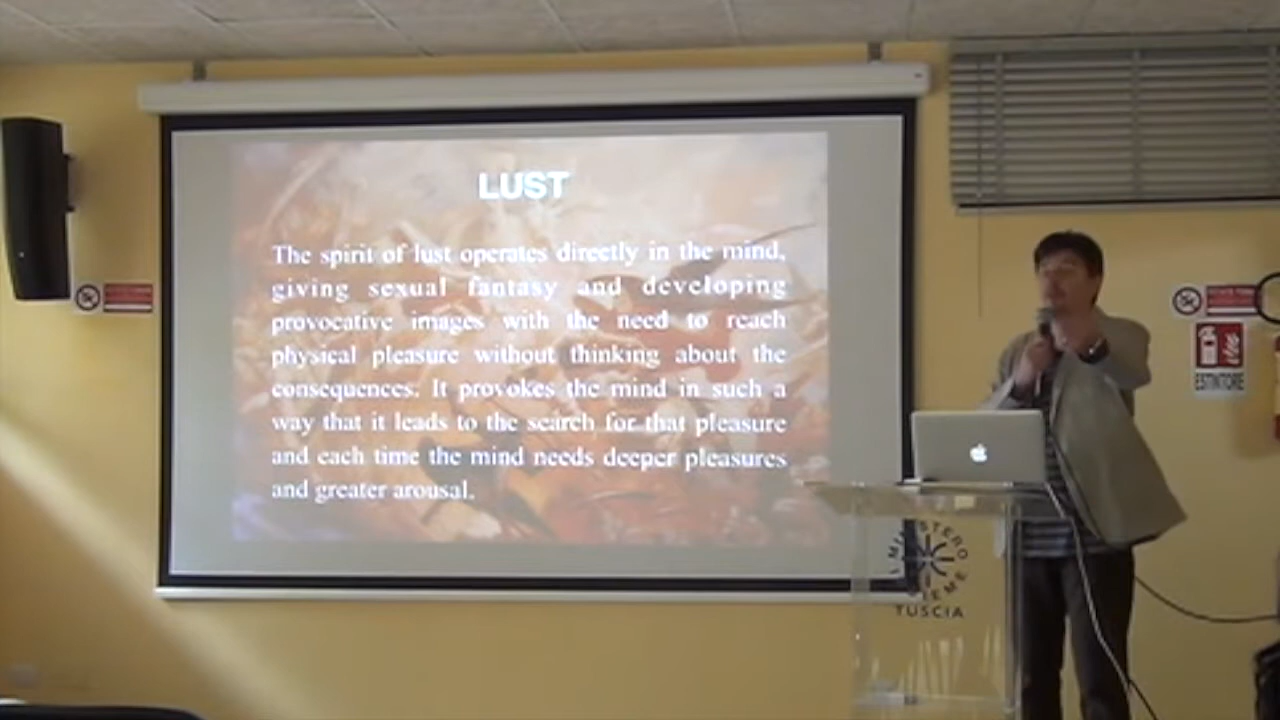 LUST
The spirit of lust operates directly in the mind,
giving sexual fantasy and developing
provocative images with the need to reach
physical pleasure without thinking about the
consequences. It provokes the mind in such a
way that it leads to the search for that pleasure
and each time the mind needs deeper pleasures
and greater arousal.
ESTINTORE
TUSCIA